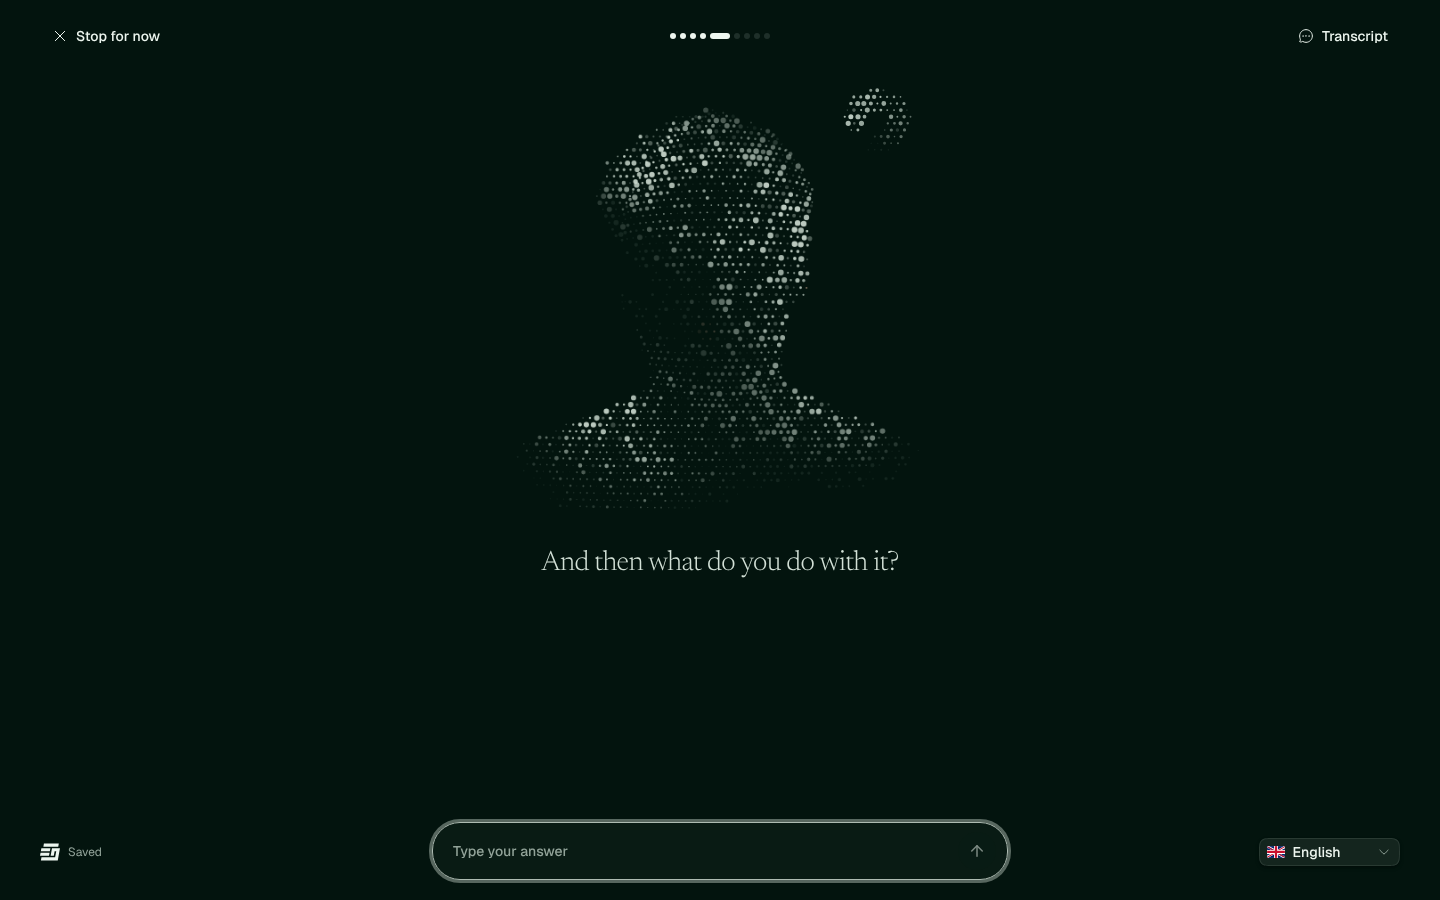 Stop for now
Transcript
And then what do you do with it?
Saved
Type your answer
English